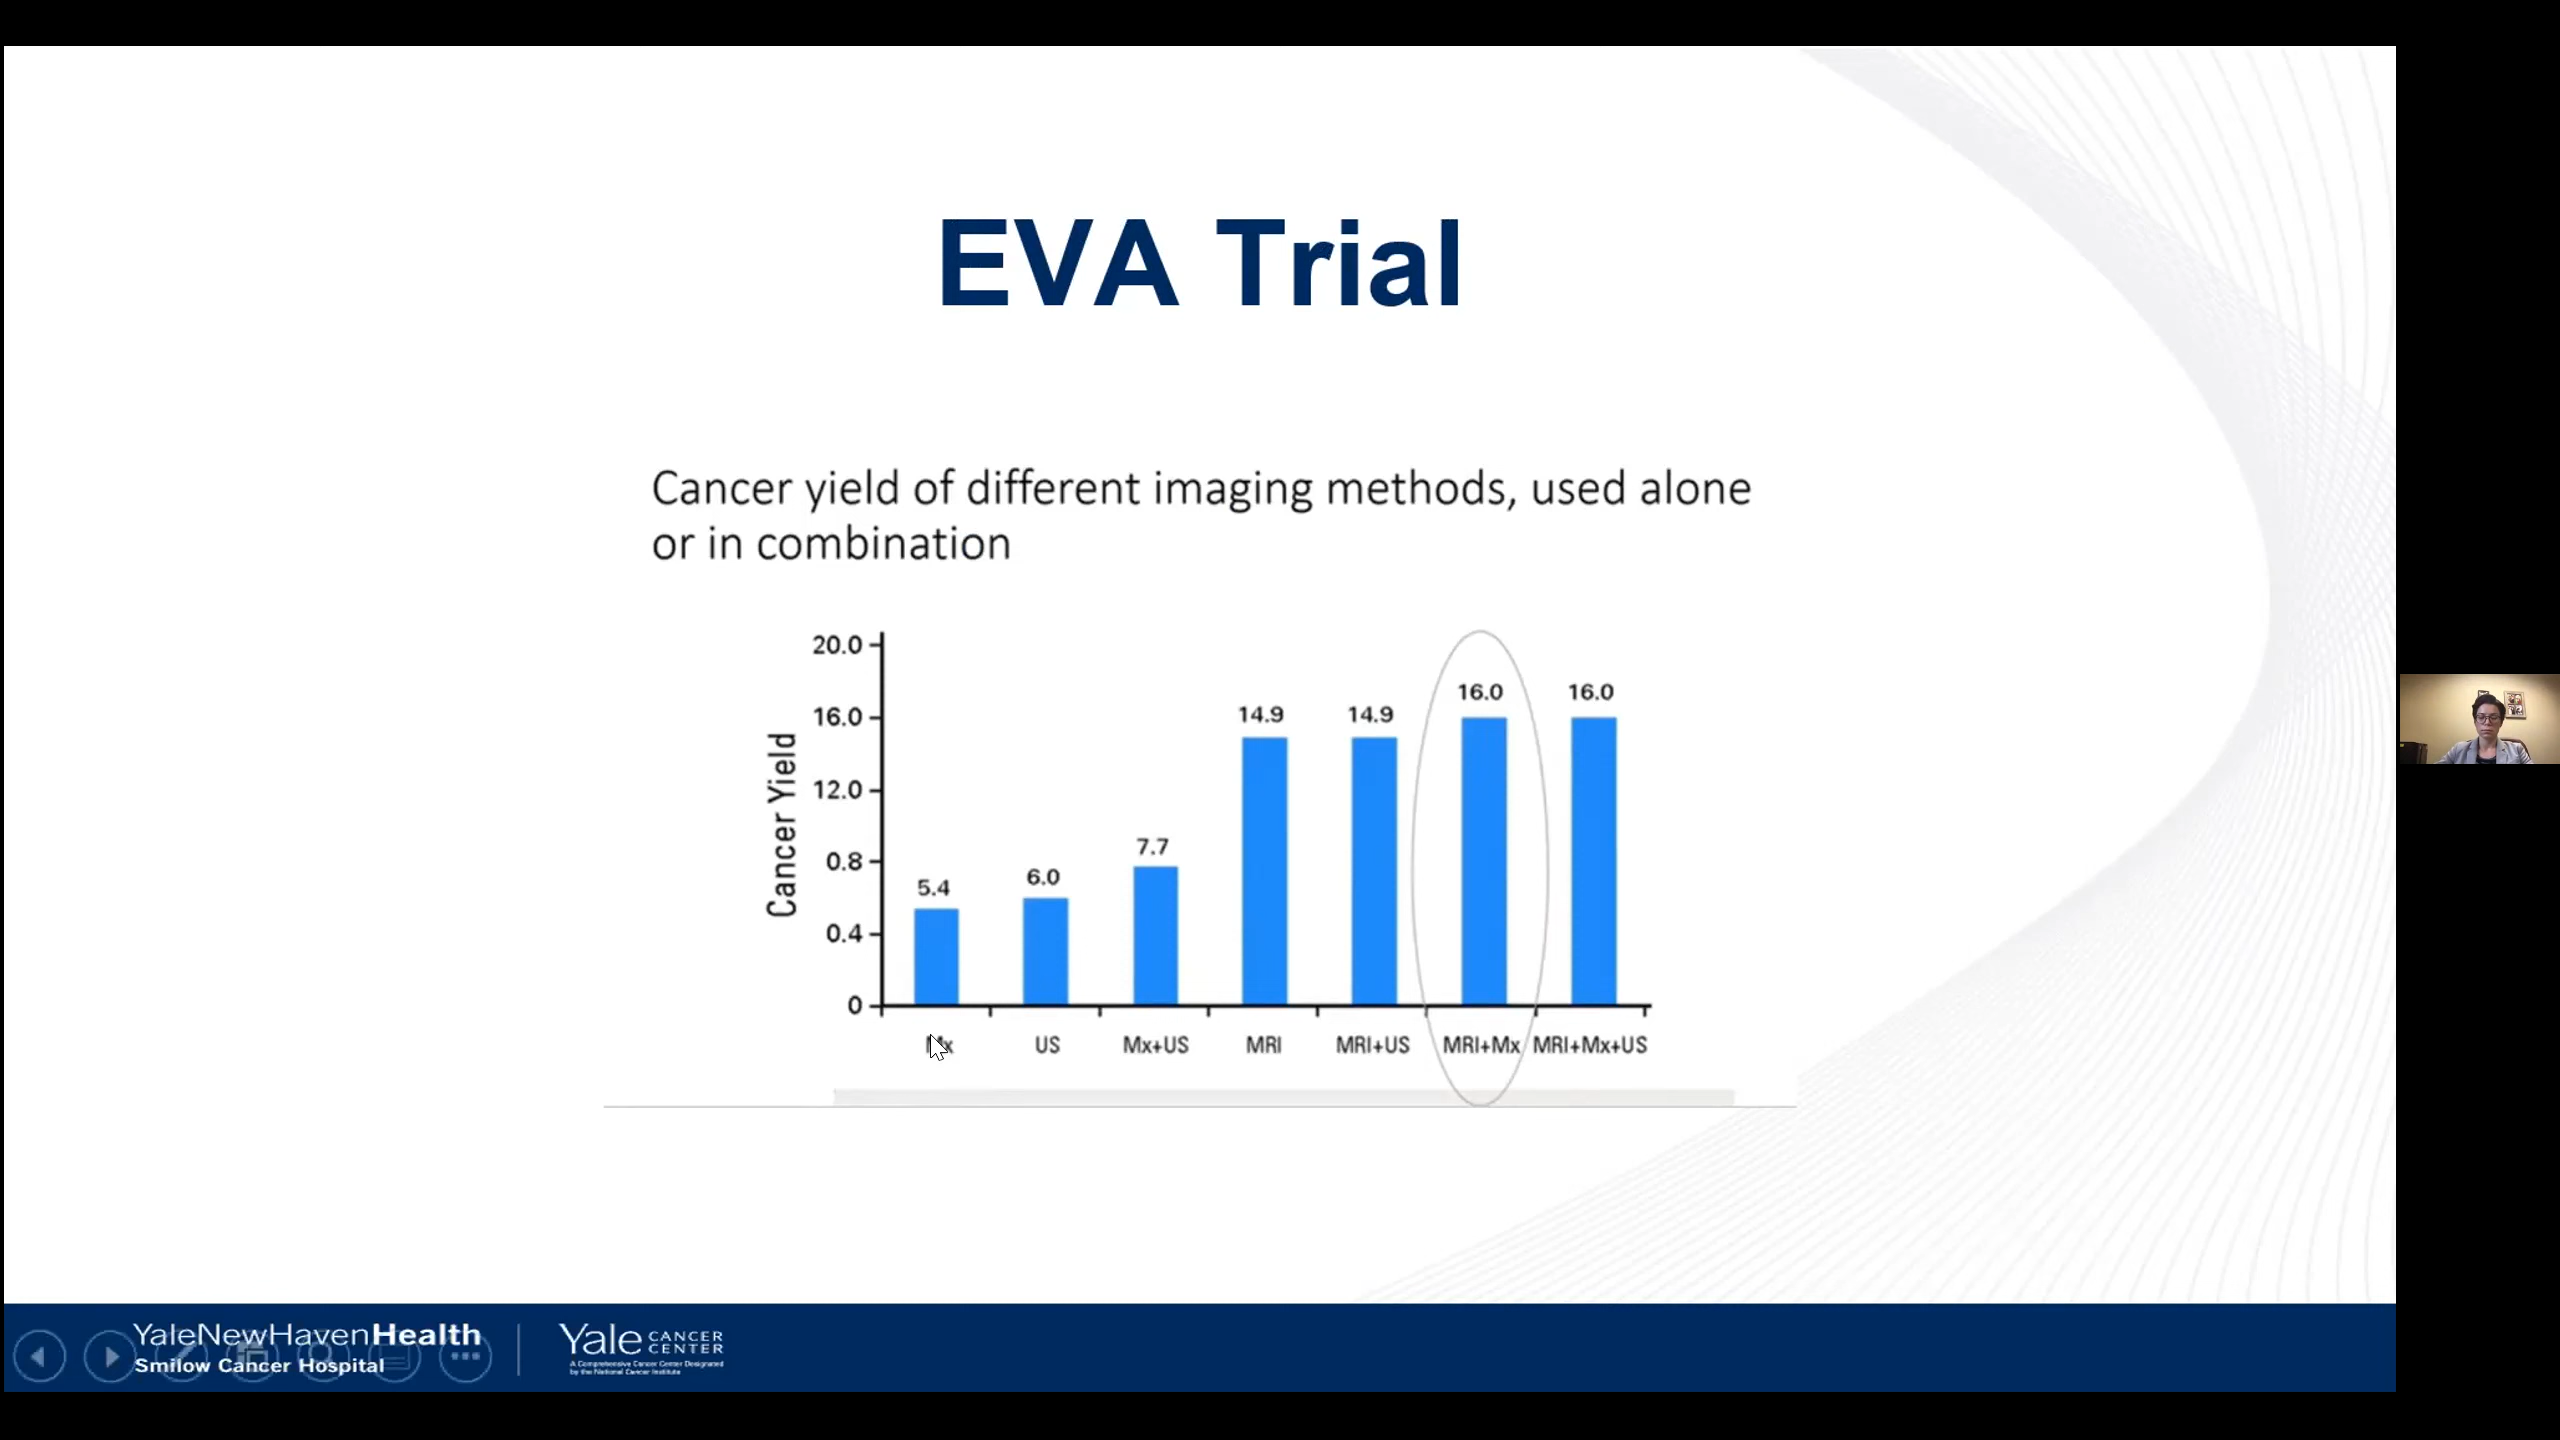 EVA Trial
Cancer yield of different imaging methods, used alone
or in combination
Cancer Yield
20.0
16.0
12.0
0.8
0.4
0
5.4
6.0
7.7
14.9
14.9
16.0
16.0
Mx
US
Mx+US
MRI
MRI+US
MRI+Mx
MRI+Mx+US
YaleNewHavenHealth
Smilow Cancer Hospital
Yale CANCER CENTER
A Comprehensive Cancer Center Designated
by the National Cancer Institute